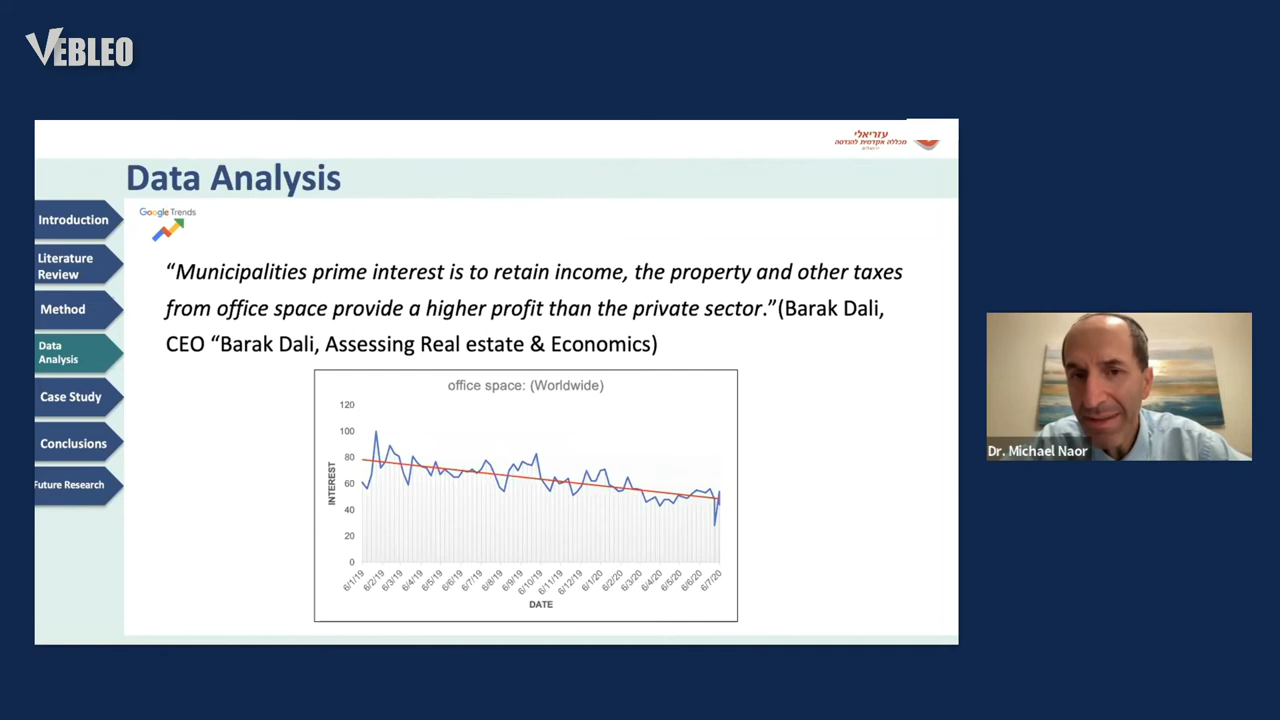 VEBLEO
עזריאלי
מכללה אקדמית להנדסה
ירושלים
Data Analysis
Introduction
Literature
Review
Method
Data
Analysis
Case Study
Conclusions
Future Research
Google Trends
“Municipalities prime interest is to retain income, the property and other taxes
from office space provide a higher profit than the private sector.”(Barak Dali,
CEO “Barak Dali, Assessing Real estate & Economics)
office space: (Worldwide)
120
100
80
60
40
20
0
INTEREST
6/1/19 6/2/19 6/3/19 6/4/19 6/5/19 6/6/19 6/7/19 6/8/19 6/9/19 6/10/19 6/11/19 6/12/19 6/1/20 6/2/20 6/3/20 6/4/20 6/5/20 6/6/20 6/7/20
DATE
Dr. Michael Naor